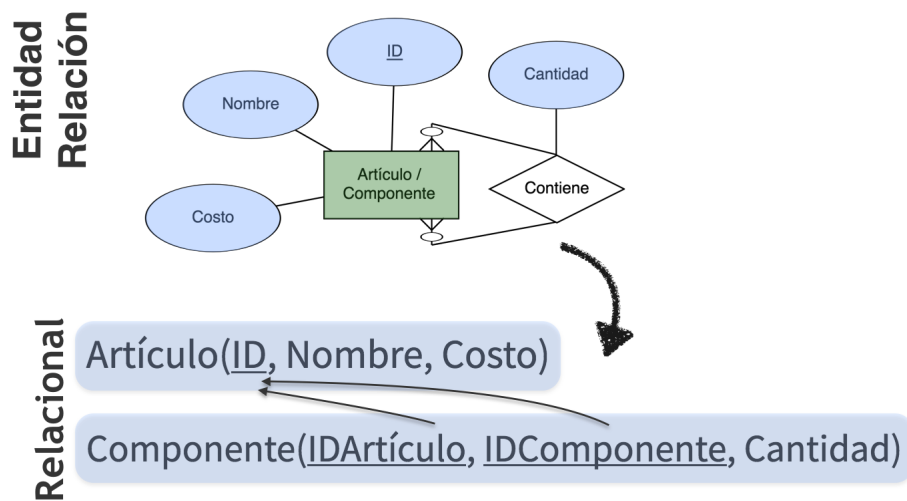 Entidad
Relación
ID
Cantidad
Nombre
Artículo /
Componente
Contiene
Costo
Relacional
Artículo(ID, Nombre, Costo)
Componente(IDArtículo, IDComponente, Cantidad)